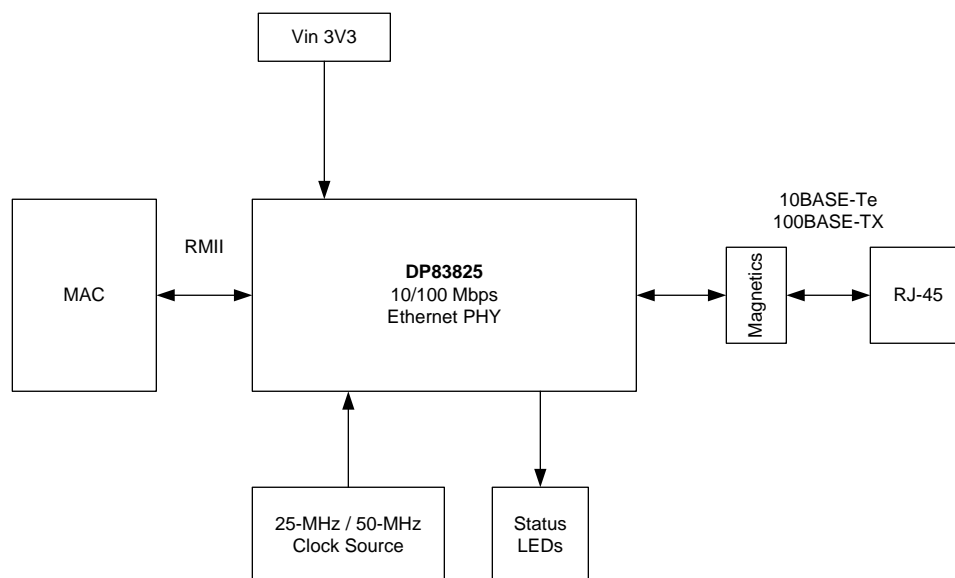 Vin 3V3
10BASE-Te
100BASE-TX
RMII
MAC
DP83825
10/100 Mbps
Ethernet PHY
Magnetics
RJ-45
25-MHz / 50-MHz
Clock Source
Status
LEDs